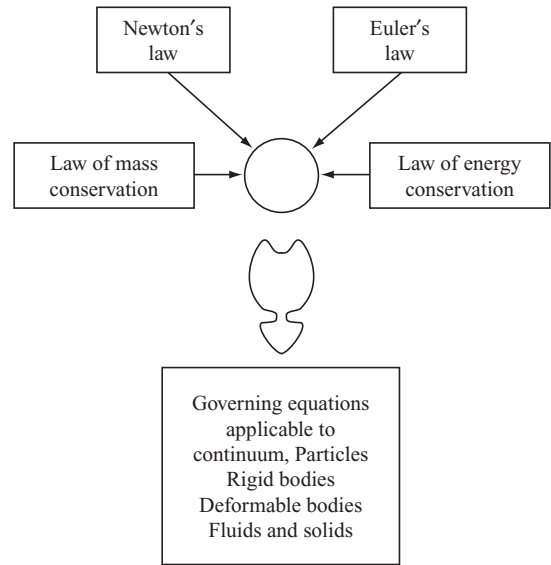 Newton′s
law
Euler′s
law
Law of mass
conservation
Law of energy
conservation
Governing equations
applicable to
continuum, Particles
Rigid bodies
Deformable bodies
Fluids and solids